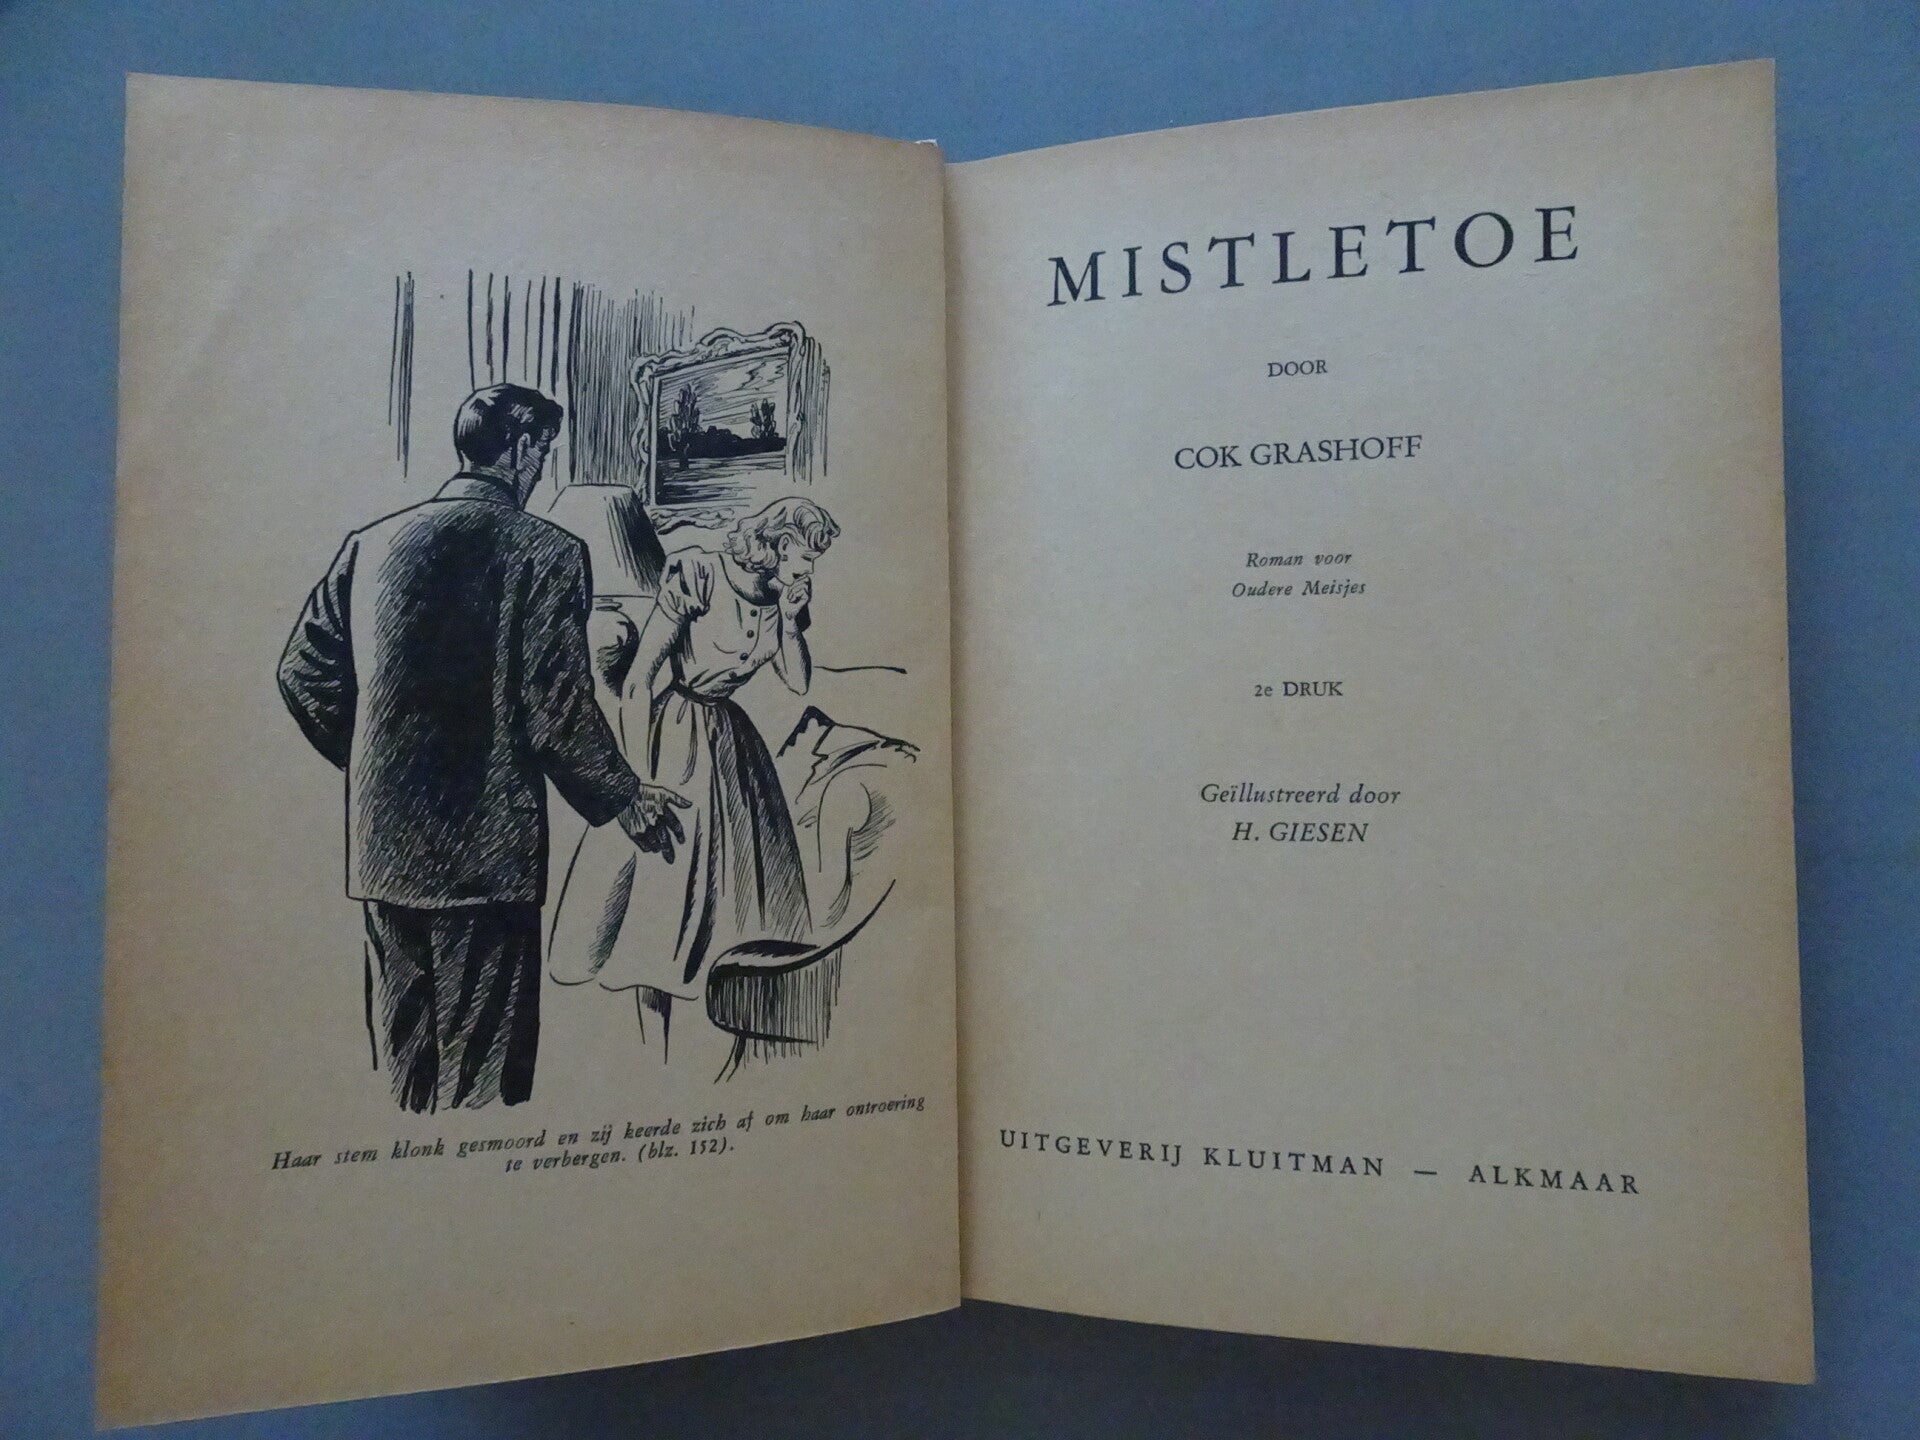 Haar stem klonk gesmoord en zij keerde zich af om haar ontroering
te verbergen. (blz. 152).
MISTLETOE
DOOR
COK GRASHOFF
Roman voor
Oudere Meisjes
2e DRUK
Geïllustreerd door
H. GIESEN
UITGEVERIJ KLUITMAN — ALKMAAR